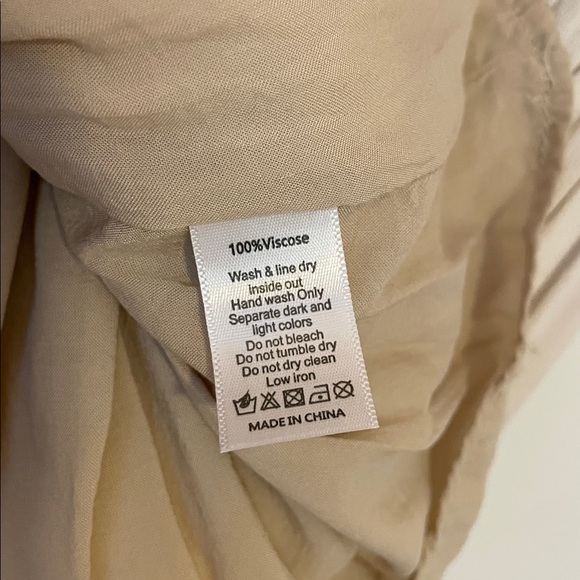 100%Viscose
Wash & line dry
inside out
Hand wash Only
Separate dark and
light colors
Do not bleach
Do not tumble dry
Do not dry clean
Low iron
MADE IN CHINA